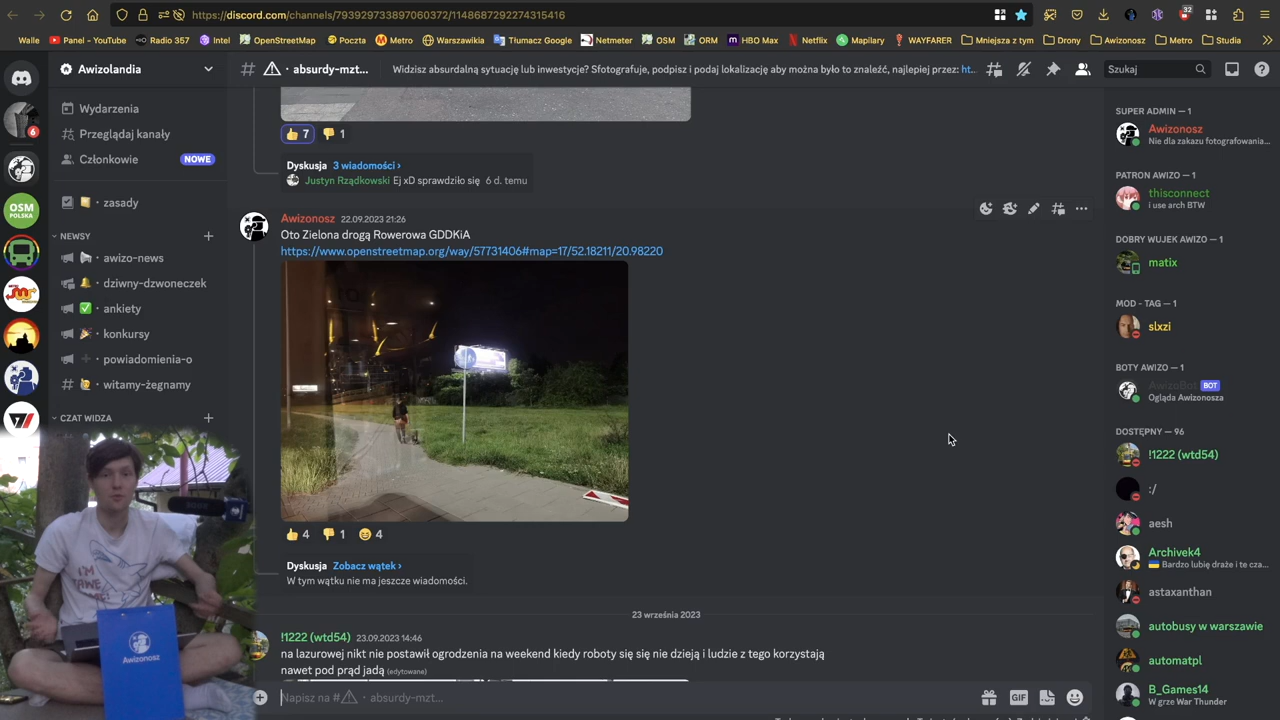 https://discord.com/channels/793929733897060372/1148687292274315416
32
Walle
Panel - YouTube
Radio 357
Intel
OpenStreetMap
Poczta
Metro
Warszawikia
Tłumacz Google
Netmeter
OSM
ORM
HBO Max
Netflix
Mapilary
WAYFARER
Mniejsza z tym
Drony
Awizonosz
Metro
Studia
Awizolandia
# absurdy-mzt...
Widzisz absurdalną sytuację lub inwestycje? Sfotografuje, podpisz i podaj lokalizację aby można było to znaleźć, najlepiej przez: ht...
Szukaj
6
OSM
POLSKA
Wydarzenia
Przeglądaj kanały
Członkowie
NOWE
zasady
NEWSY
awizo-news
dziwny-dzwoneczek
ankiety
konkursy
powiadomienia-o
witamy-żegnamy
CZAT WIDZA
7
1
Dyskusja 3 wiadomości ›
Justyn Rządkowski Ej xD sprawdziło się 6 d. temu
Awizonosz 22.09.2023 21:26
Oto Zielona drogą Rowerowa GDDKiA
https://www.openstreetmap.org/way/57731406#map=17/52.18211/20.98220
4
1
4
Dyskusja Zobacz wątek ›
W tym wątku nie ma jeszcze wiadomości.
23 września 2023
!1222 (wtd54) 23.09.2023 14:46
na lazurowej nikt nie postawił ogrodzenia na weekend kiedy roboty się się nie dzieją i ludzie z tego korzystają
nawet pod prąd jadą (edytowane)
Napisz na # absurdy-mzt...
GIF
SUPER ADMIN — 1
Awizonosz
Nie dla zakazu fotografowania...
PATRON AWIZO — 1
thisconnect
i use arch BTW
DOBRY WUJEK AWIZO — 1
matix
MOD - TAG — 1
slxzi
BOTY AWIZO — 1
AwizoBot BOT
Ogląda Awizonosza
DOSTĘPNY — 96
!1222 (wtd54)
:/
aesh
Archivek4
Bardzo lubię draże i te cza...
astaxanthan
autobusy w warszawie
automatpl
B_Games14
W grze War Thunder
I'M
Awizonosz